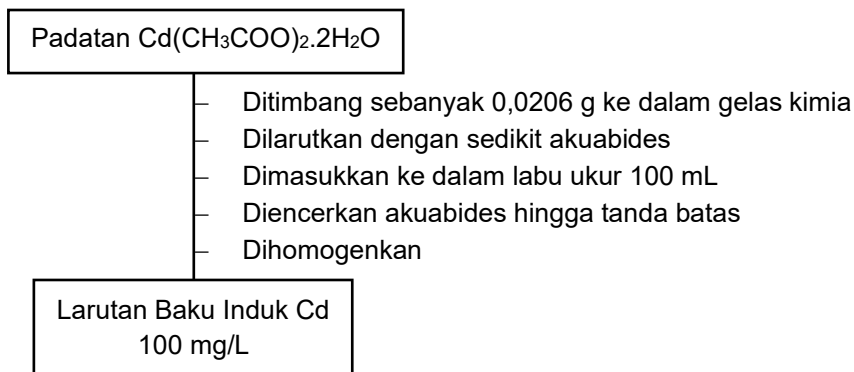 Padatan Cd(CH₃COO)₂.2H₂O
– Ditimbang sebanyak 0,0206 g ke dalam gelas kimia
– Dilarutkan dengan sedikit akuabides
– Dimasukkan ke dalam labu ukur 100 mL
– Diencerkan akuabides hingga tanda batas
– Dihomogenkan
Larutan Baku Induk Cd
100 mg/L